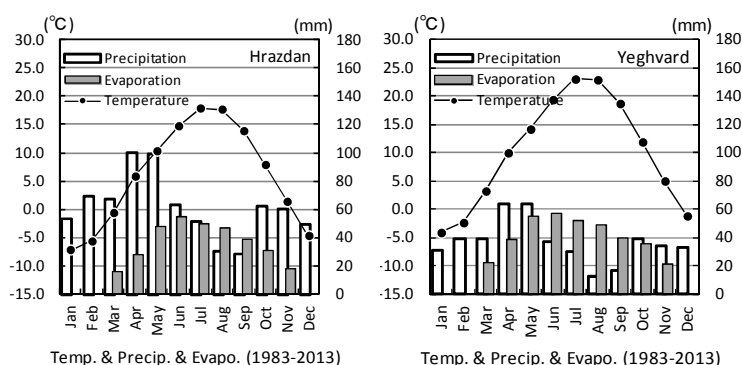 (℃) (mm)
30.0 180
25.0 160
20.0 140
15.0 120
10.0 100
5.0 80
0.0 60
-5.0 40
-10.0 20
-15.0 0
Precipitation
Evaporation
Temperature
Hrazdan
Jan Feb Mar Apr May Jun Jul Aug Sep Oct Nov Dec
Temp. & Precip. & Evapo. (1983-2013)
(℃) (mm)
30.0 180
25.0 160
20.0 140
15.0 120
10.0 100
5.0 80
0.0 60
-5.0 40
-10.0 20
-15.0 0
Precipitation
Evaporation
Temperature
Yeghvard
Jan Feb Mar Apr May Jun Jul Aug Sep Oct Nov Dec
Temp. & Precip. & Evapo. (1983-2013)